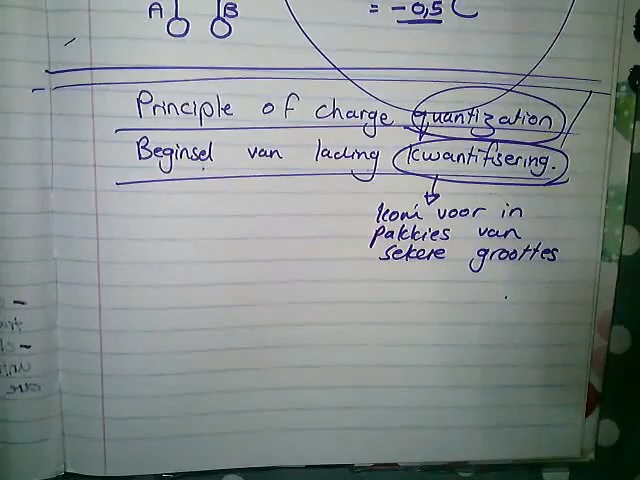 A B = -0,5 C
Principle of charge quantization
Beginsel van lading kwantifisering.
kom voor in
pakkies van
sekere groottes